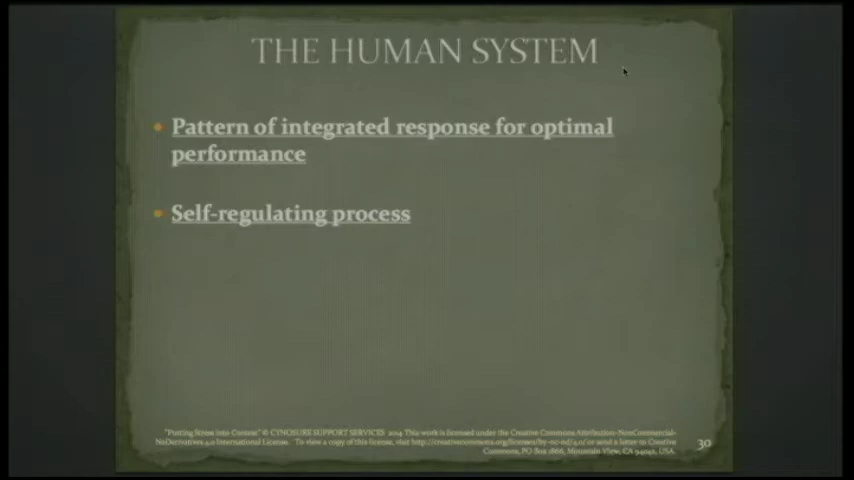 THE HUMAN SYSTEM
• Pattern of integrated response for optimal
performance
• Self-regulating process
"Putting Stress into Context" © CYNOSURE SUPPORT SERVICES 2014 This work is licensed under the Creative Commons Attribution-NonCommercial-
NoDerivatives 4.0 International License. To view a copy of this license, visit http://creativecommons.org/licenses/by-nc-nd/4.0/ or send a letter to Creative
Commons, PO Box 1866, Mountain View, CA 94042, USA.
30